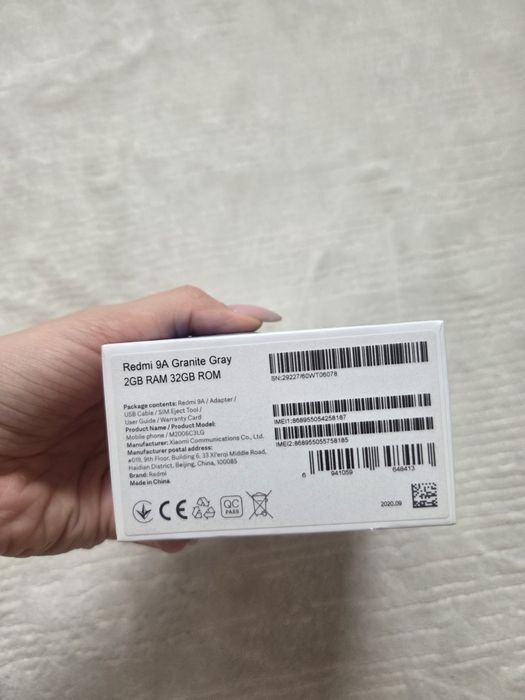 Redmi 9A Granite Gray
2GB RAM 32GB ROM
Package contents: Redmi 9A / Adapter /
USB Cable / SIM Eject Tool /
User Guide / Warranty Card
Product Name / Product Model:
Mobile phone / M2006C3LG
Manufacturer: Xiaomi Communications Co., Ltd.
Manufacturer postal address:
#019, 9th Floor, Building 6, 33 Xi'erqi Middle Road,
Haidian District, Beijing, China, 100085
Brand: Redmi
Made in China
CE
QC
PASS
SN:29227/60WT06078
IMEI1:868955054258187
IMEI2:868955055758185
6 941059 648413
2020.09